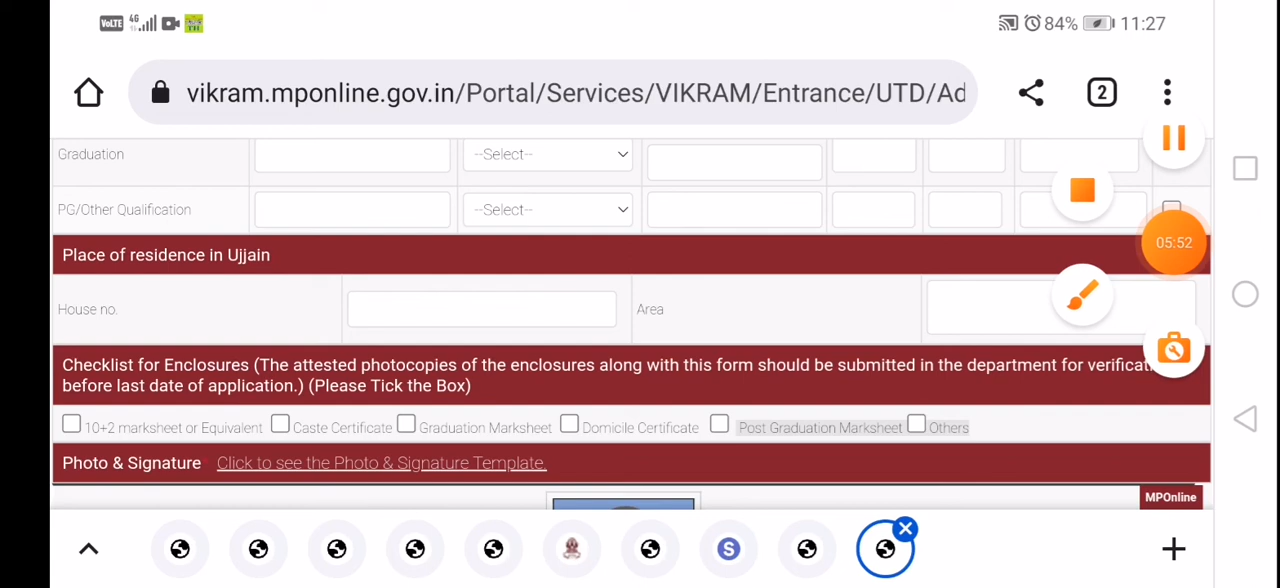 VoLTE 4G 84% 11:27
vikram.mponline.gov.in/Portal/Services/VIKRAM/Entrance/UTD/Ad 2
Graduation --Select--
PG/Other Qualification --Select--
05:52
Place of residence in Ujjain
House no. Area
Checklist for Enclosures (The attested photocopies of the enclosures along with this form should be submitted in the department for verificati
before last date of application.) (Please Tick the Box)
10+2 marksheet or Equivalent Caste Certificate Graduation Marksheet Domicile Certificate Post Graduation Marksheet Others
Photo & Signature Click to see the Photo & Signature Template.
MPOnline
S